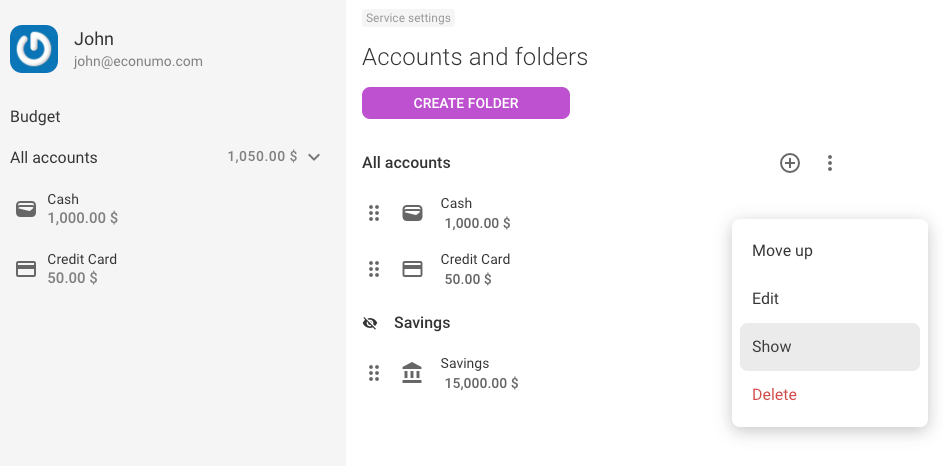 John
john@econumo.com
Budget
All accounts 1,050.00 $
Cash
1,000.00 $
Credit Card
50.00 $
Service settings
Accounts and folders
CREATE FOLDER
All accounts
Cash
1,000.00 $
Credit Card
50.00 $
Savings
Savings
15,000.00 $
Move up
Edit
Show
Delete